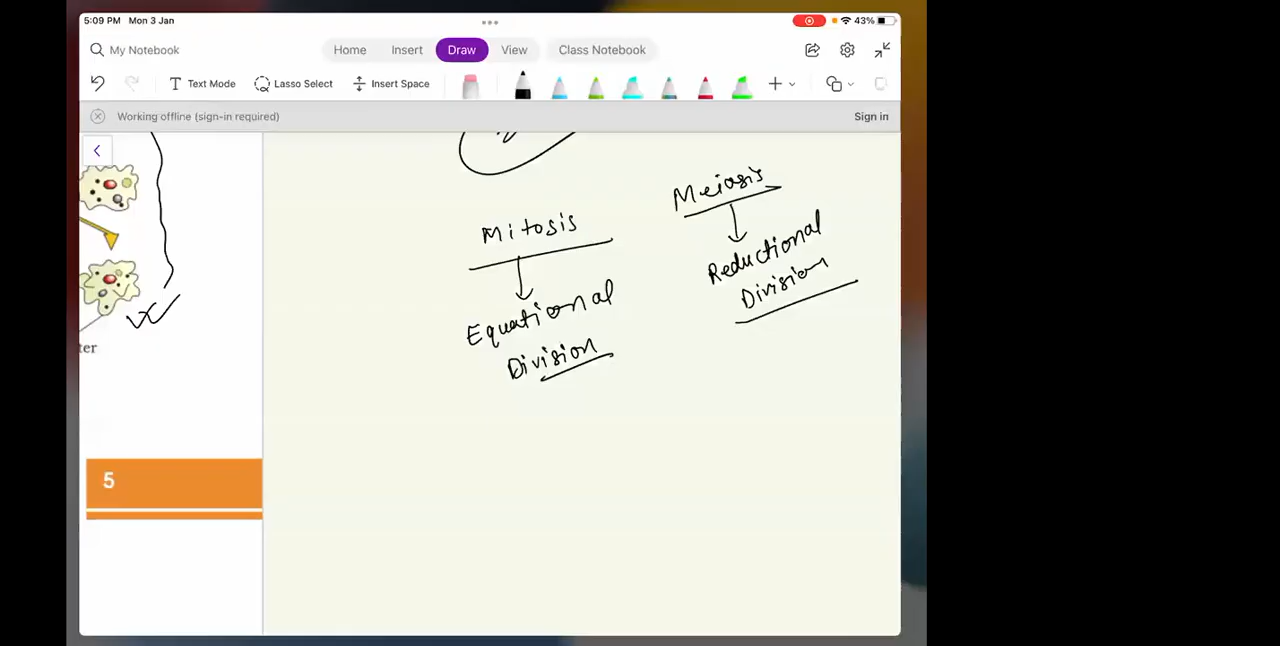 5:09 PM Mon 3 Jan
43%
My Notebook
Home Insert Draw View Class Notebook
Text Mode Lasso Select Insert Space
Working offline (sign-in required) Sign in
Meiosis
Mitosis
Reductional
Division
Equational
Division
ter
5